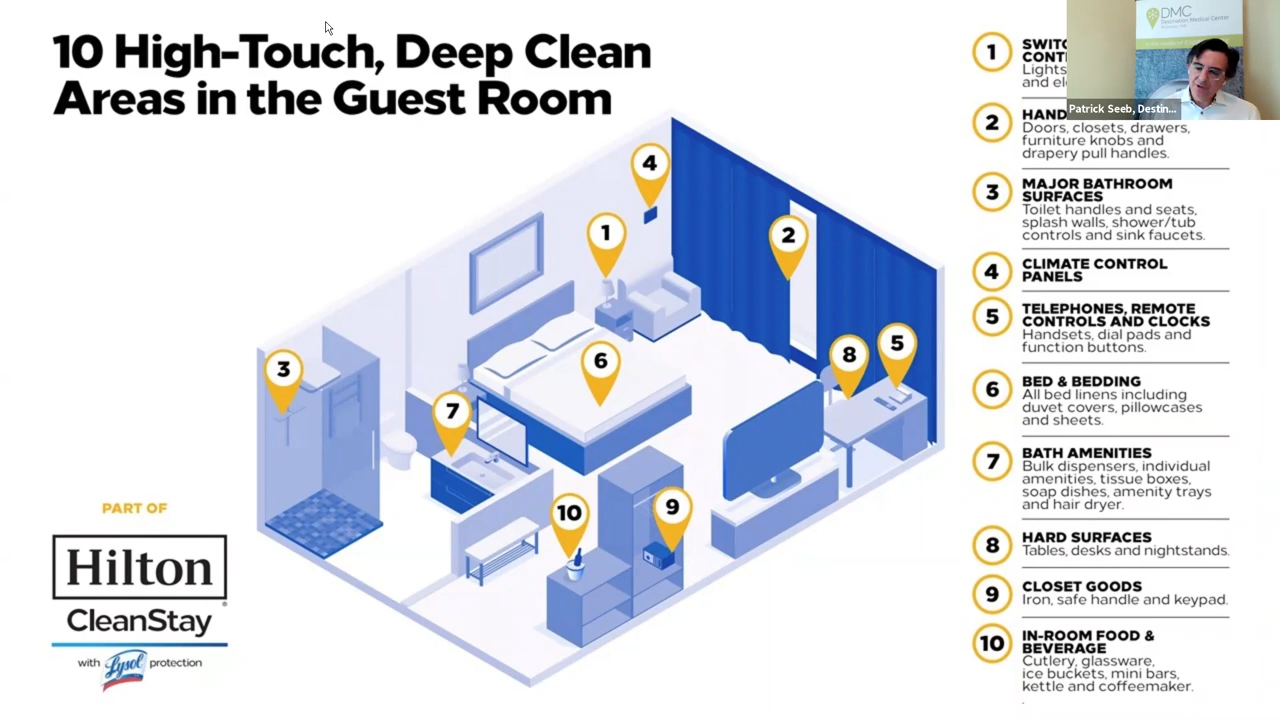 10 High-Touch, Deep Clean
Areas in the Guest Room
DMC
Destination Medical Center
Patrick Seeb, Destin...
1
Lights
2
Doors, closets, drawers,
furniture knobs and
drapery pull handles.
3
MAJOR BATHROOM
SURFACES
Toilet handles and seats,
splash walls, shower/tub
controls and sink faucets.
4
CLIMATE CONTROL
PANELS
5
TELEPHONES, REMOTE
CONTROLS AND CLOCKS
Handsets, dial pads and
function buttons.
6
BED & BEDDING
All bed linens including
duvet covers, pillowcases
and sheets.
7
BATH AMENITIES
Bulk dispensers, individual
amenities, tissue boxes,
soap dishes, amenity trays
and hair dryer.
8
HARD SURFACES
Tables, desks and nightstands.
9
CLOSET GOODS
Iron, safe handle and keypad.
10
IN-ROOM FOOD &
BEVERAGE
Cutlery, glassware,
ice buckets, mini bars,
kettle and coffeemaker.
4
1
2
3
6
8
5
7
10
9
PART OF
Hilton
CleanStay®
with Lysol protection